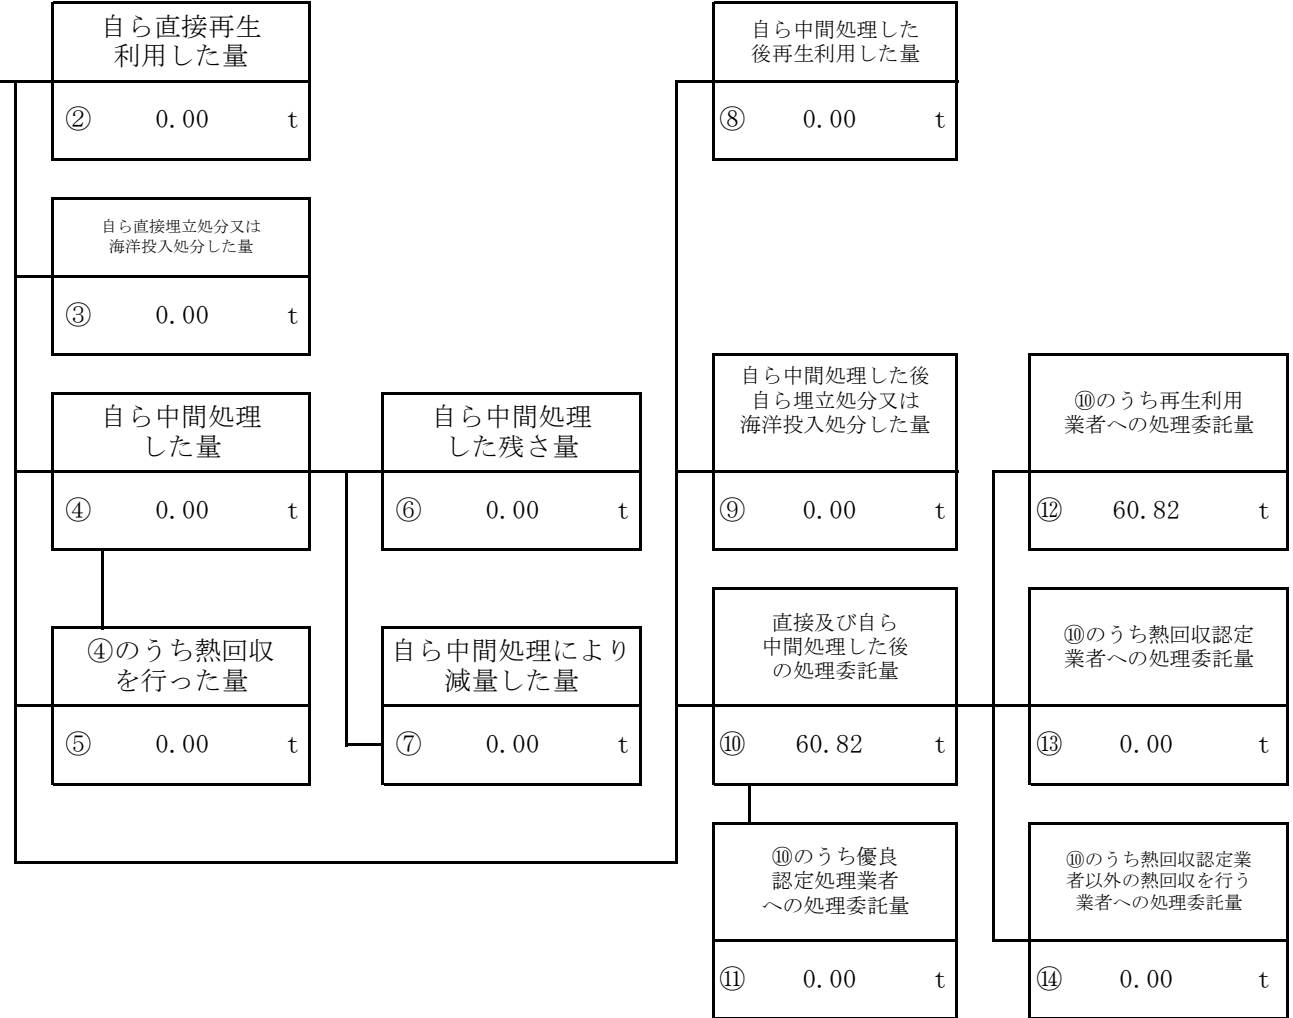 自ら直接再生
利用した量
② 0.00 t
自ら直接埋立処分又は
海洋投入処分した量
③ 0.00 t
自ら中間処理
した量
④ 0.00 t
④のうち熱回収
を行った量
⑤ 0.00 t
自ら中間処理
した残さ量
⑥ 0.00 t
自ら中間処理により
減量した量
⑦ 0.00 t
自ら中間処理した
後再生利用した量
⑧ 0.00 t
自ら中間処理した後
自ら埋立処分又は
海洋投入処分した量
⑨ 0.00 t
直接及び自ら
中間処理した後
の処理委託量
⑩ 60.82 t
⑩のうち優良
認定処理業者
への処理委託量
⑪ 0.00 t
⑩のうち再生利用
業者への処理委託量
⑫ 60.82 t
⑩のうち熱回収認定
業者への処理委託量
⑬ 0.00 t
⑩のうち熱回収認定業
者以外の熱回収を行う
業者への処理委託量
⑭ 0.00 t